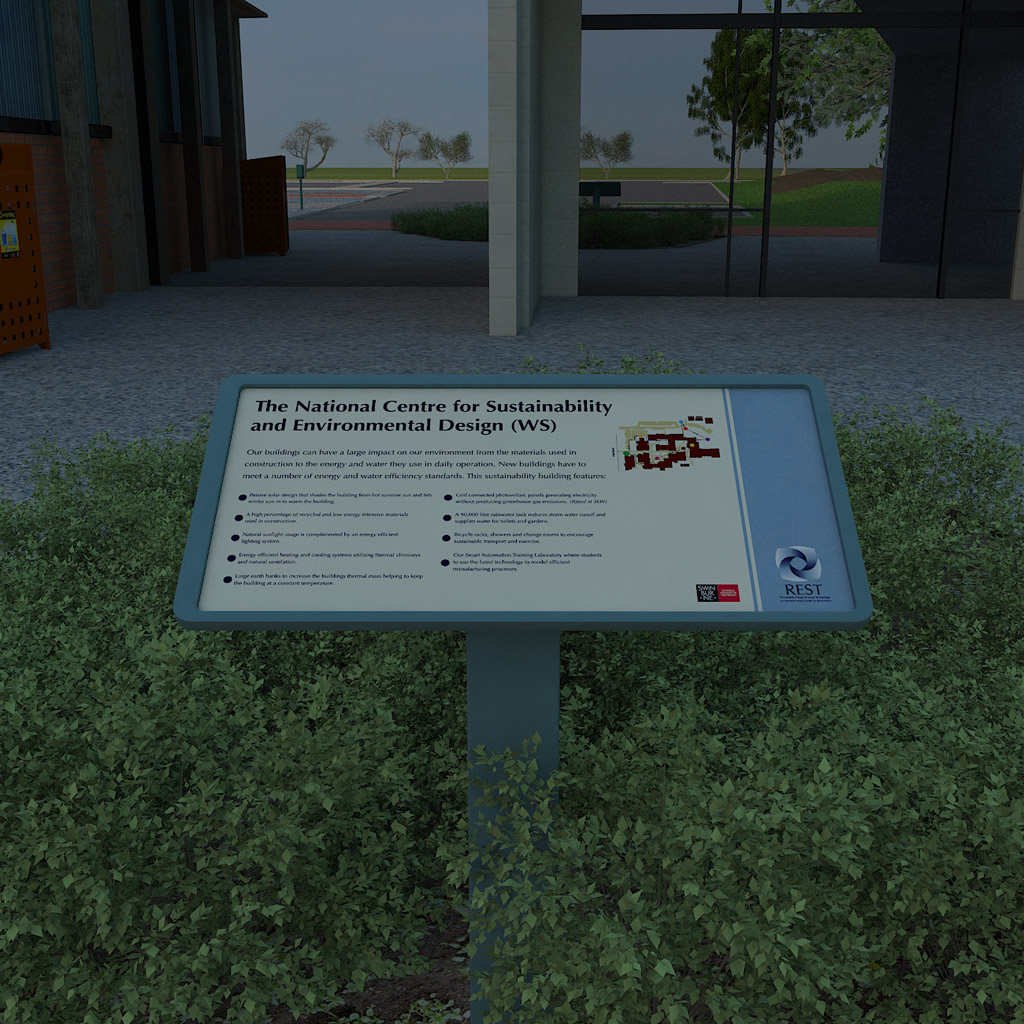 The National Centre for Sustainability
and Environmental Design (WS)
Our buildings can have a large impact on our environment from the materials used in
construction to the energy and water they use in daily operation. New buildings have to
meet a number of energy and water efficiency standards. This sustainability building features:
Passive solar design that shades the building from hot summer sun and lets
winter sun in to warm the building.
A high percentage of recycled and low energy intensive materials
used in construction.
Natural sunlight usage is complimented by an energy efficient
lighting system.
Energy efficient heating and cooling systems utilising thermal chimneys
and natural ventilation.
Large earth banks to increase the buildings thermal mass helping to keep
the building at a constant temperature.
Grid connected photovoltaic panels generating electricity
without producing greenhouse gas emissions. (Rated at 3kW)
A 90,000 litre rainwater tank reduces storm water runoff and
supplies water for toilets and gardens.
Bicycle racks, showers and change rooms to encourage
sustainable transport and exercise.
Our Smart Automation Training Laboratory where students
to use the latest technology to model efficient
manufacturing processes.
SWIN
BUR
NE
REST